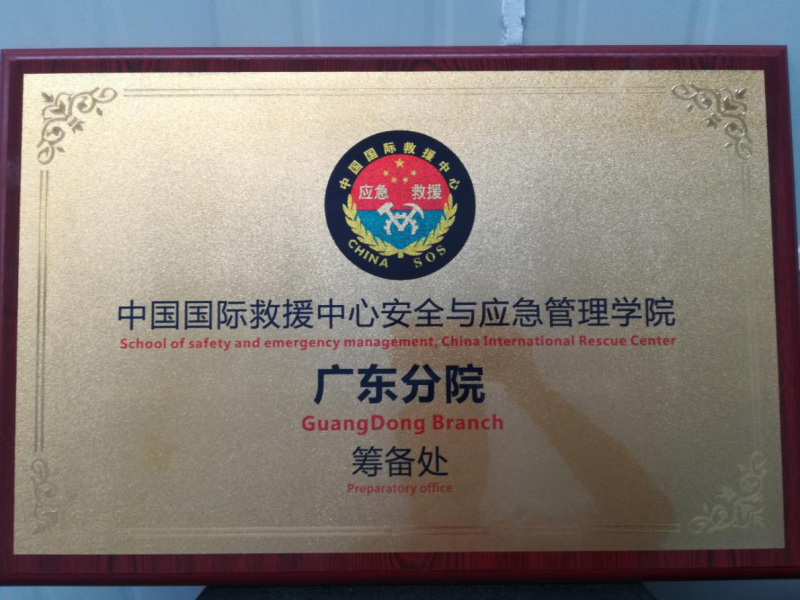 中国国际救援中心
应急 救援
CHINA SOS
中国国际救援中心安全与应急管理学院
School of safety and emergency management, China International Rescue Center
广东分院
GuangDong Branch
筹备处
Preparatory office